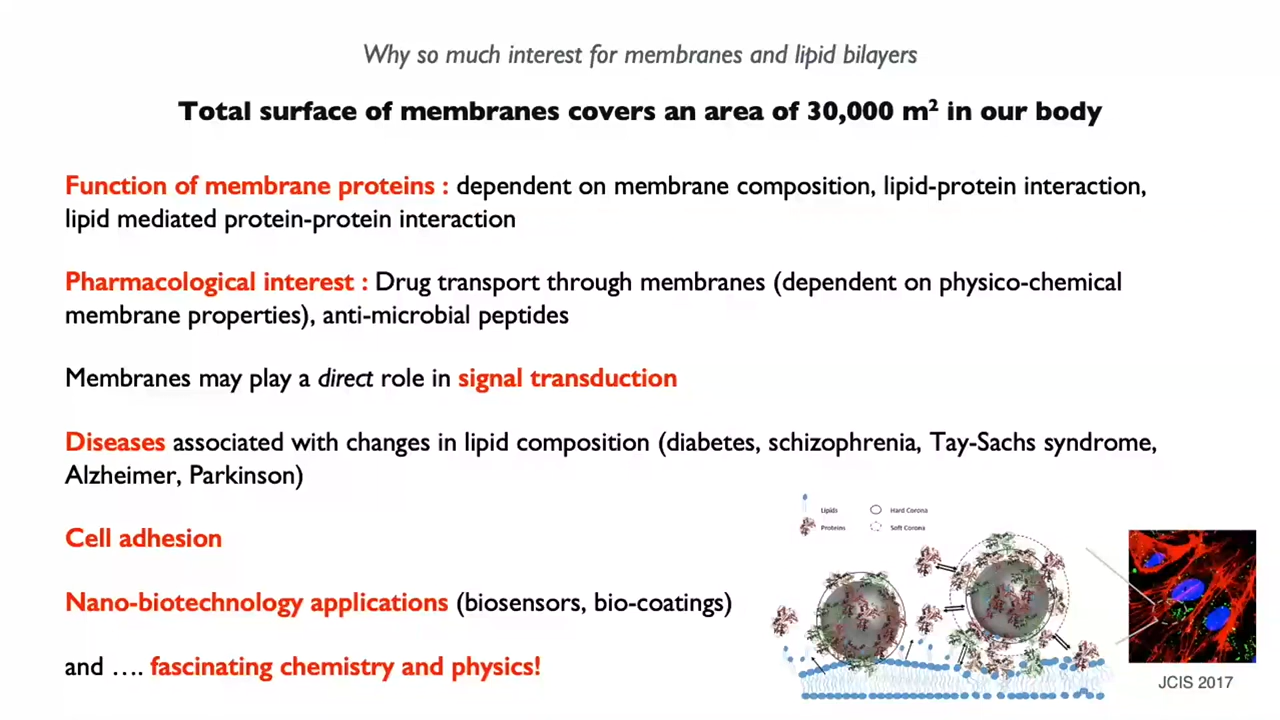 Why so much interest for membranes and lipid bilayers
Total surface of membranes covers an area of 30,000 m² in our body
Function of membrane proteins : dependent on membrane composition, lipid-protein interaction,
lipid mediated protein-protein interaction
Pharmacological interest : Drug transport through membranes (dependent on physico-chemical
membrane properties), anti-microbial peptides
Membranes may play a direct role in signal transduction
Diseases associated with changes in lipid composition (diabetes, schizophrenia, Tay-Sachs syndrome,
Alzheimer, Parkinson)
Cell adhesion
Nano-biotechnology applications (biosensors, bio-coatings)
and …. fascinating chemistry and physics!
Lipids
Hard Corona
Proteins
Soft Corona
JCIS 2017